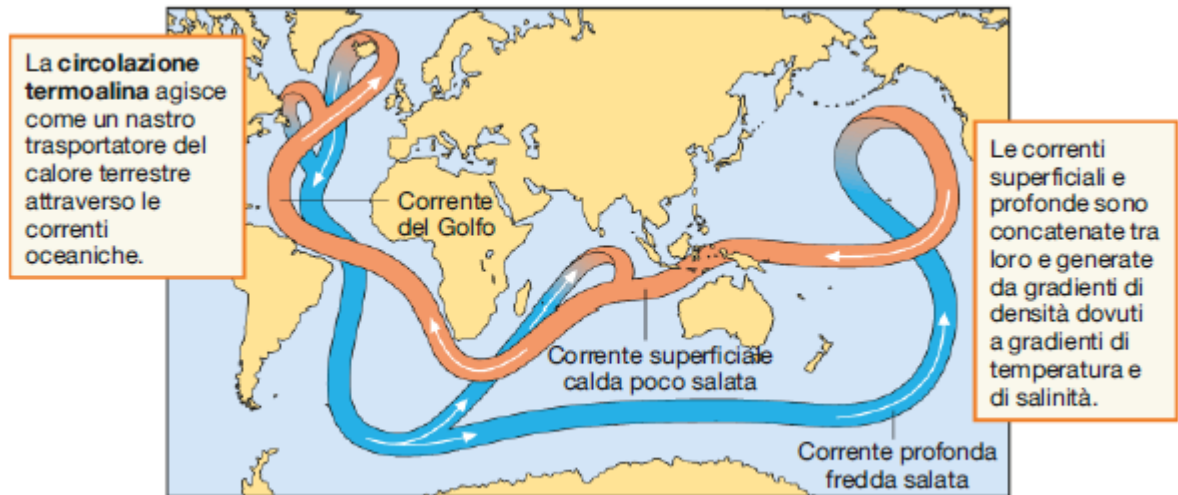 La circolazione
termoalina agisce
come un nastro
trasportatore del
calore terrestre
attraverso le
correnti
oceaniche.
Corrente
del Golfo
Corrente superficiale
calda poco salata
Corrente profonda
fredda salata
Le correnti
superficiali e
profonde sono
concatenate tra
loro e generate
da gradienti di
densità dovuti
a gradienti di
temperatura e
di salinità.